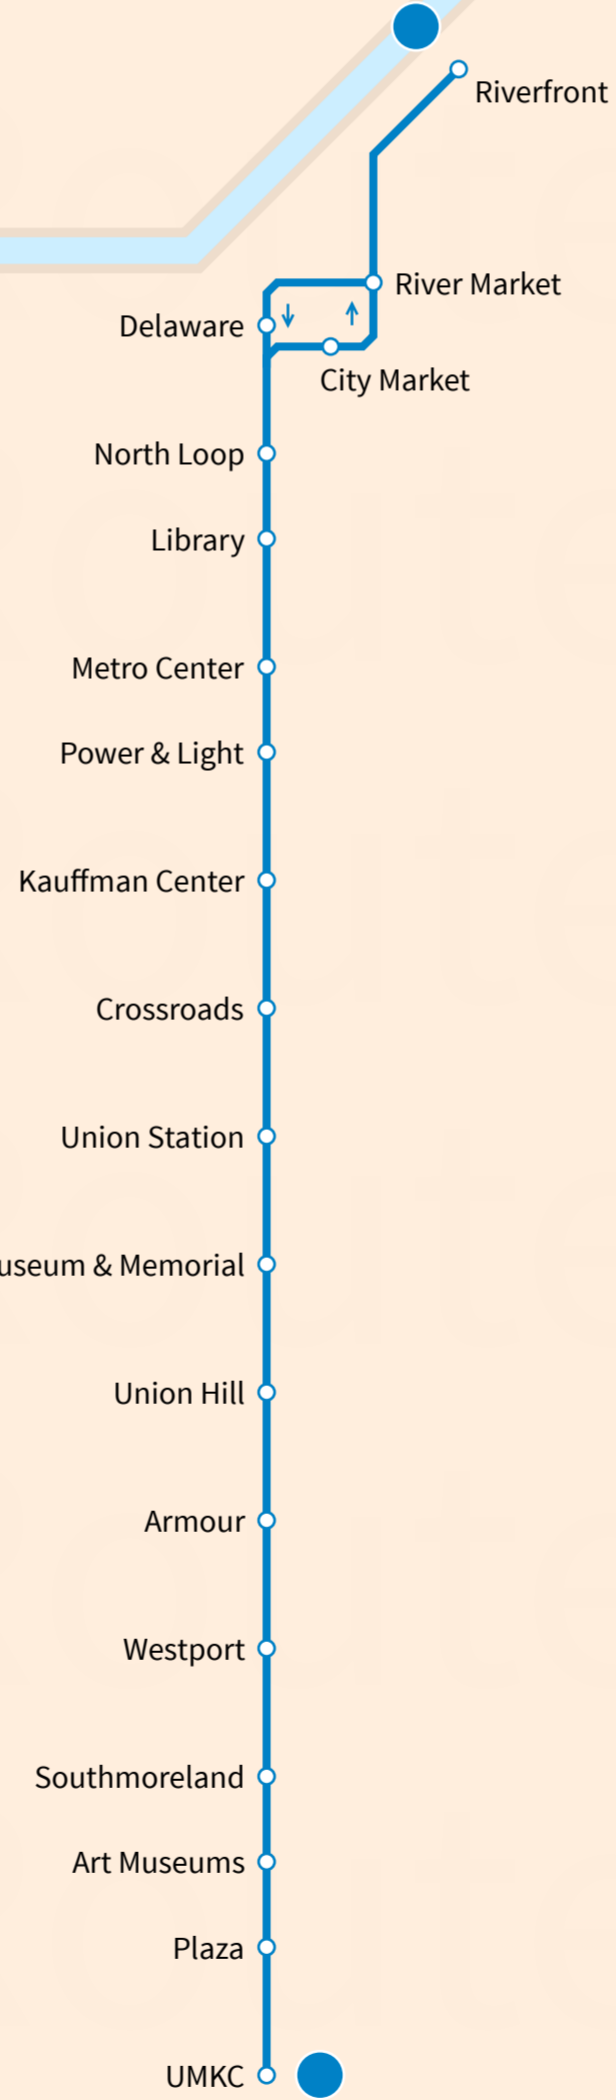 Riverfront
River Market
Delaware
City Market
North Loop
Library
Metro Center
Power & Light
Kauffman Center
Crossroads
Union Station
useum & Memorial
Union Hill
Armour
Westport
Southmoreland
Art Museums
Plaza
UMKC